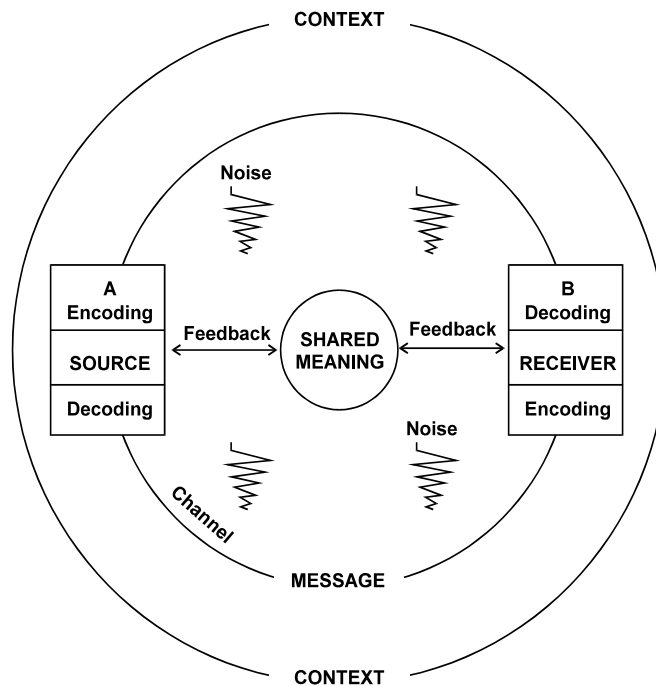 CONTEXT
Noise
A
Encoding
SOURCE
Decoding
Feedback
SHARED
MEANING
Feedback
B
Decoding
RECEIVER
Encoding
Noise
Channel
MESSAGE
CONTEXT